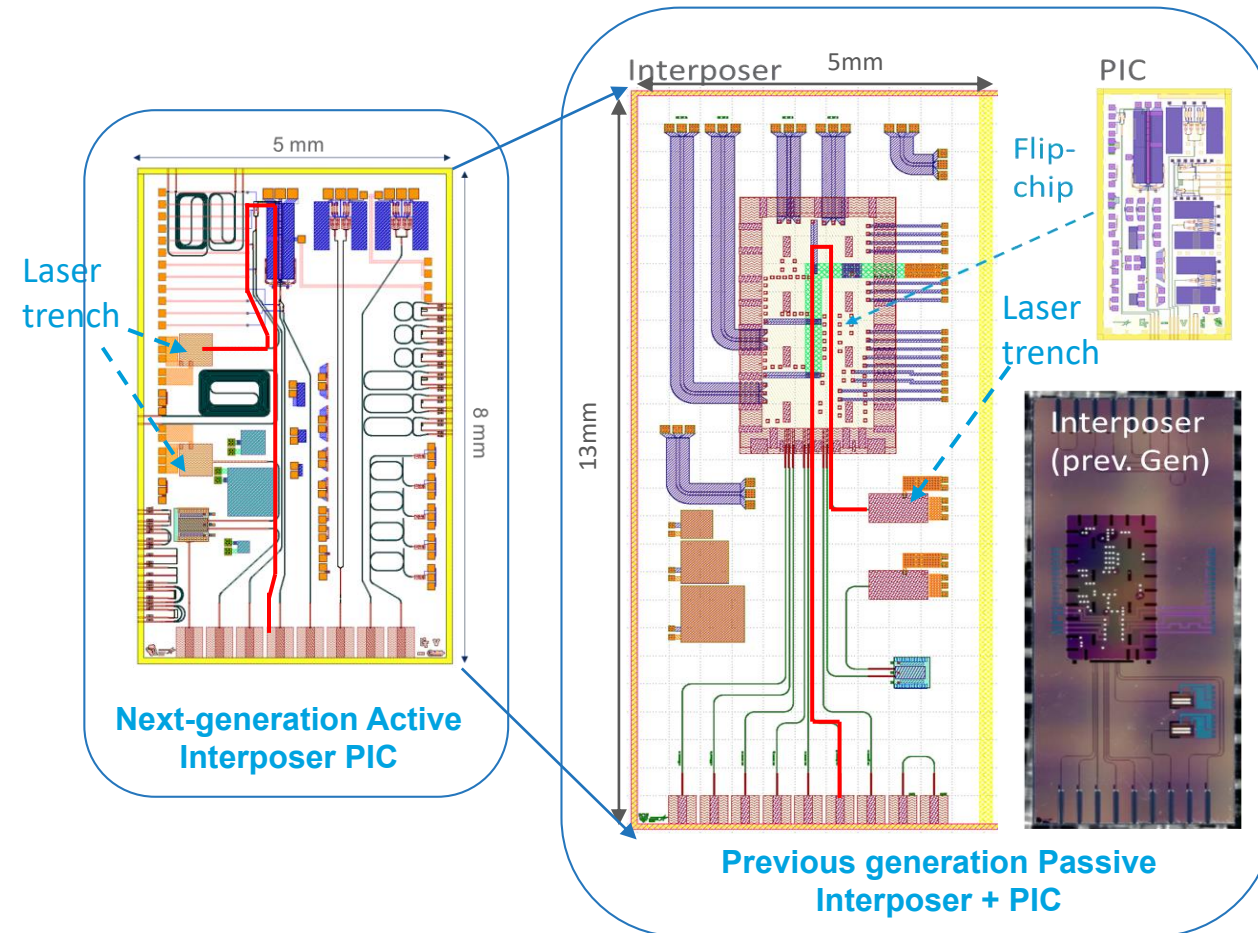 5 mm
Laser
trench
8 mm
Next-generation Active
Interposer PIC
Interposer
5mm
PIC
Flip-
chip
Laser
trench
13mm
Interposer
(prev. Gen)
Previous generation Passive
Interposer + PIC